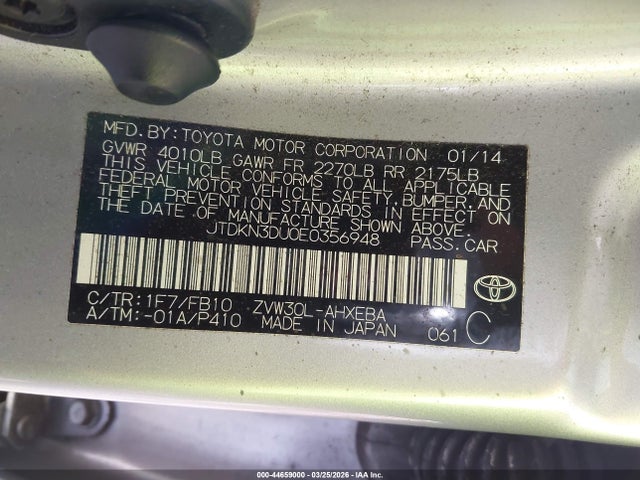 MFD. BY: TOYOTA MOTOR CORPORATION 01/14
GVWR 4010LB GAWR FR 2270LB RR 2175LB
THIS VEHICLE CONFORMS TO ALL APPLICABLE
FEDERAL MOTOR VEHICLE SAFETY, BUMPER, AND
THEFT PREVENTION STANDARDS IN EFFECT ON
THE DATE OF MANUFACTURE SHOWN ABOVE.
JTDKN3DU0E0356948 PASS.CAR
C/TR: 1F7/FB10 ZVW30L-AHXEBA
A/TM:-01A/P410 MADE IN JAPAN 061 C
000-44659000 - 03/25/2026 - IAA Inc.